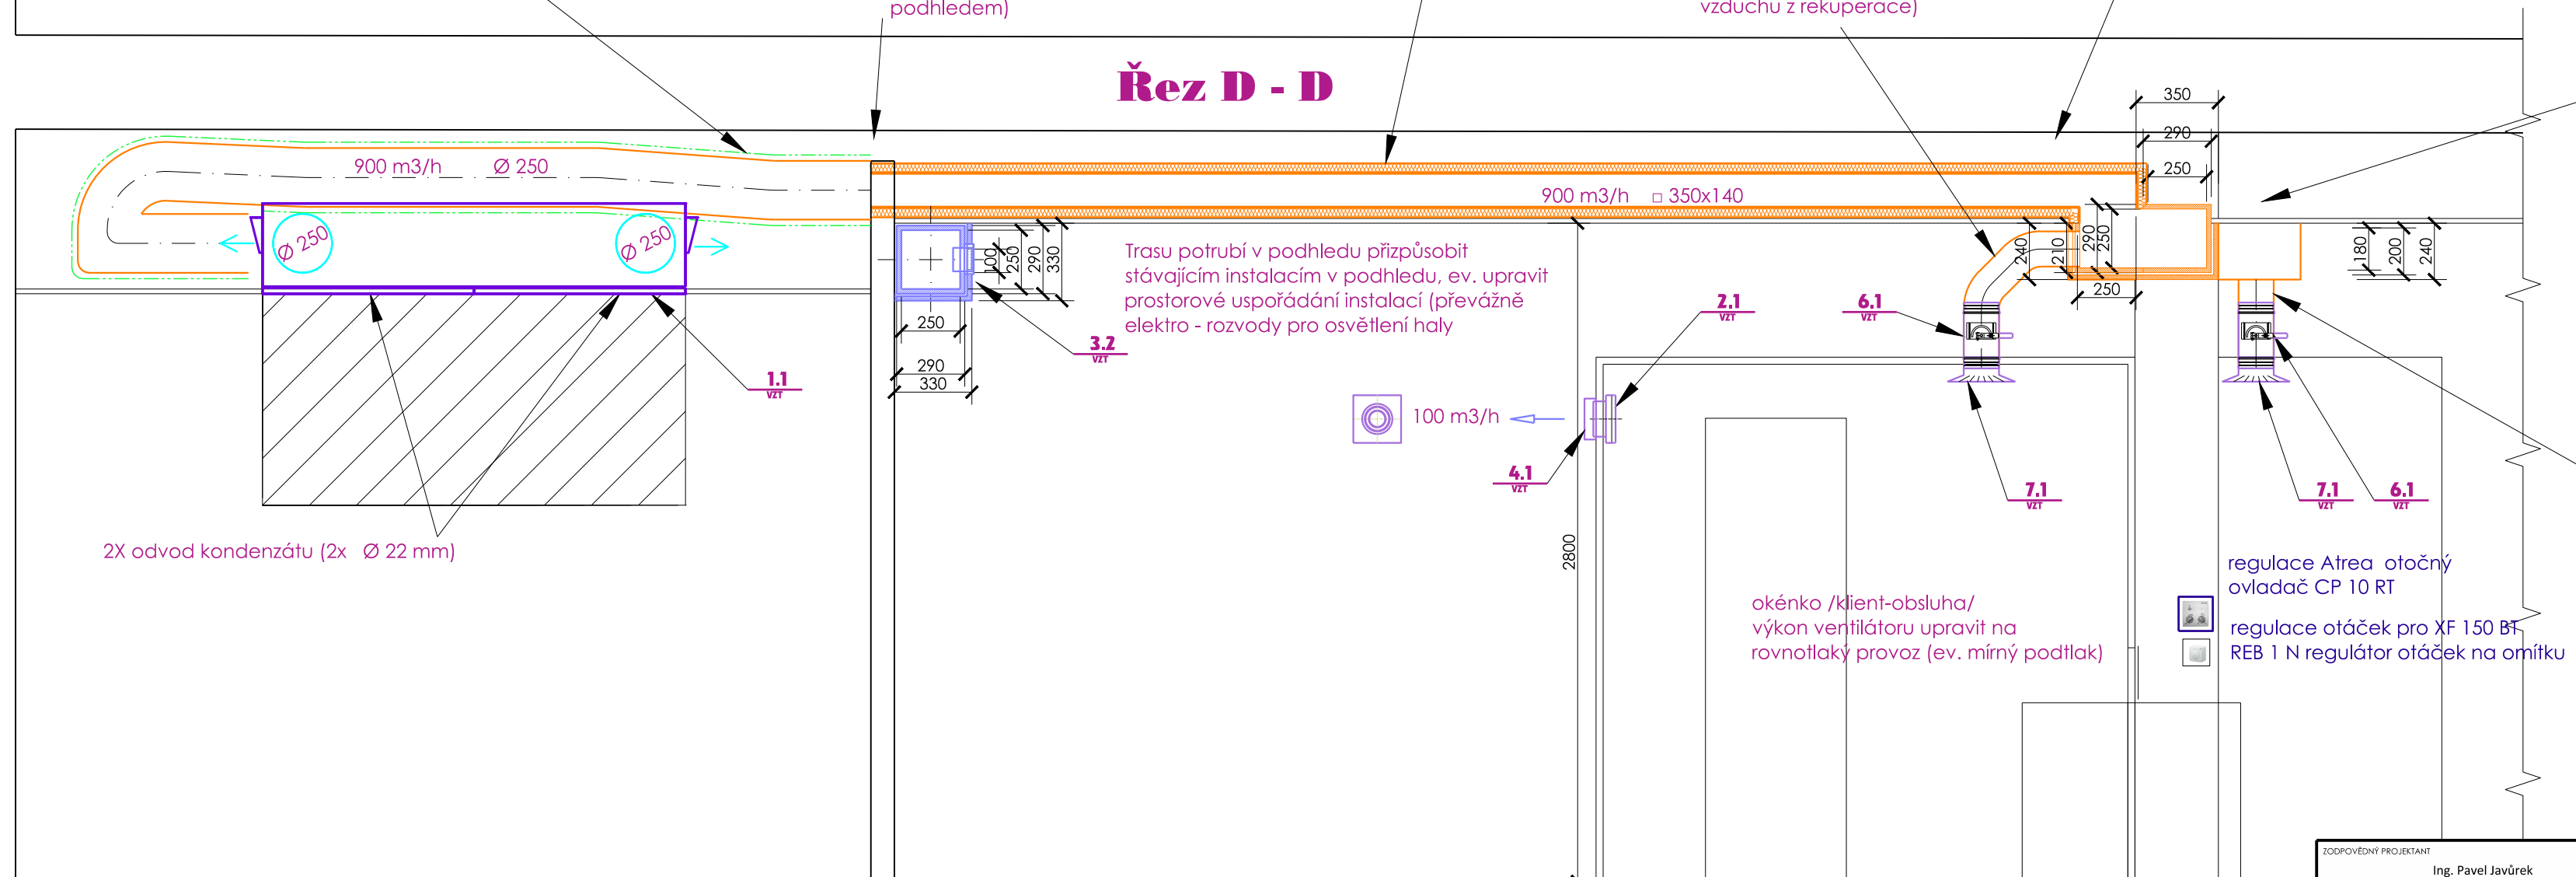 podhledem)
vzduchu z rekuperace)
Řez D - D
350
290
250
900 m3/h Ø 250
900 m3/h □ 350x140
Ø 250
Ø 250
100
250
290
330
250
290
330
Trasu potrubí v podhledu přizpůsobit
stávajícím instalacím v podhledu, ev. upravit
prostorové uspořádání instalací (převážně
elektro - rozvody pro osvětlení haly
240
210
290
250
250
180
200
240
3.2
VZT
1.1
VZT
2.1
VZT
6.1
VZT
100 m3/h
4.1
VZT
7.1
VZT
7.1
VZT
6.1
VZT
2X odvod kondenzátu (2x Ø 22 mm)
2800
okénko /klient-obsluha/
výkon ventilátoru upravit na
rovnotlaký provoz (ev. mírný podtlak)
regulace Atrea otočný
ovladač CP 10 RT
regulace otáček pro XF 150 BT
REB 1 N regulátor otáček na omítku
ZODPOVĚDNÝ PROJEKTANT
Ing. Pavel Javůrek